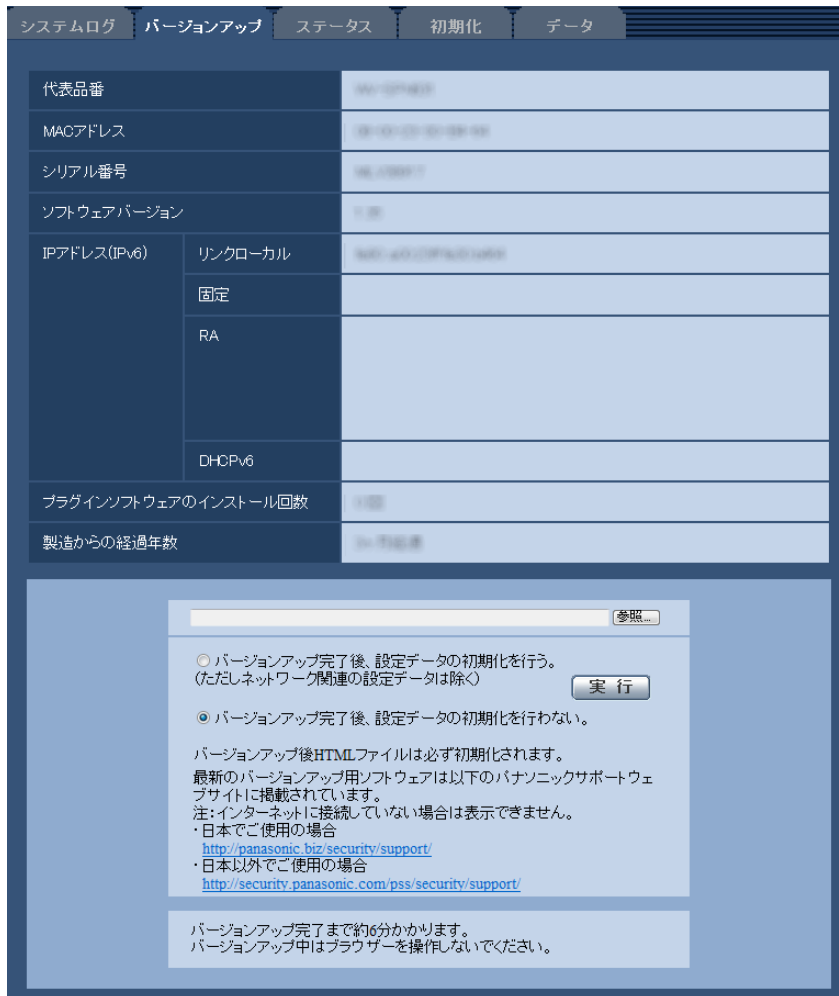 システムログ バージョンアップ ステータス 初期化 データ
代表品番
MACアドレス
シリアル番号
ソフトウェアバージョン
IPアドレス(IPv6) リンクローカル
固定
RA
DHCPv6
プラグインソフトウェアのインストール回数
製造からの経過年数
参照...
バージョンアップ完了後、設定データの初期化を行う。
(ただしネットワーク関連の設定データは除く)
実 行
バージョンアップ完了後、設定データの初期化を行わない。
バージョンアップ後HTMLファイルは必ず初期化されます。
最新のバージョンアップ用ソフトウェアは以下のパナソニックサポートウェ
ブサイトに掲載されています。
注:インターネットに接続していない場合は表示できません。
・日本でご使用の場合
http://panasonic.biz/security/support/
・日本以外でご使用の場合
http://security.panasonic.com/pss/security/support/
バージョンアップ完了まで約6分かかります。
バージョンアップ中はブラウザーを操作しないでください。